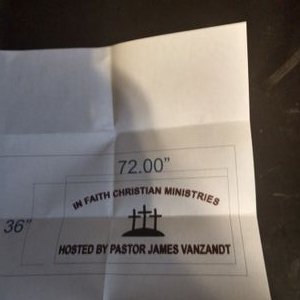 72.00"
36"
IN FAITH CHRISTIAN MINISTRIES
HOSTED BY PASTOR JAMES VANZANDT